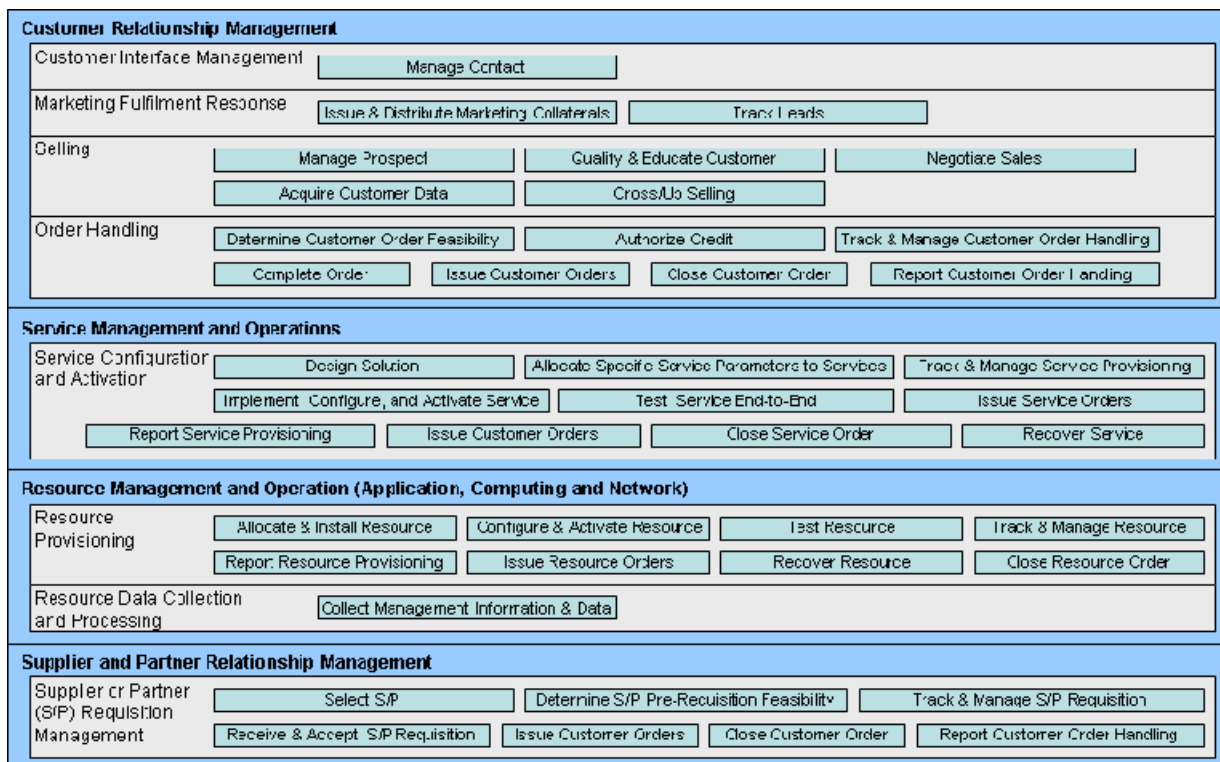 Customer Relationship Management
Customer Interface Management
Manage Contact
Marketing Fulfilment Response
Issue & Distribute Marketing Collaterals
Track Leads
Selling
Manage Prospect
Qualify & Educate Customer
Negotiate Sales
Acquire Customer Data
Cross/Up Selling
Order Handling
Determine Customer Order Feasibility
Authorize Credit
Track & Manage Customer Order Handling
Complete Order
Issue Customer Orders
Close Customer Order
Report Customer Order Handling
Service Management and Operations
Service Configuration
and Activation
Design Solution
Allocate Specific Service Parameters to Services
Track & Manage Service Provisioning
Implement, Configure, and Activate Service
Test Service End-to-End
Issue Service Orders
Report Service Provisioning
Issue Customer Orders
Close Service Order
Recover Service
Resource Management and Operation (Application, Computing and Network)
Resource
Provisioning
Allocate & Install Resource
Configure & Activate Resource
Test Resource
Track & Manage Resource
Report Resource Provisioning
Issue Resource Orders
Recover Resource
Close Resource Order
Resource Data Collection
and Processing
Collect Management Information & Data
Supplier and Partner Relationship Management
Supplier or Partner
(S/P) Requisition
Management
Select S/P
Determine S/P Pre-Requisition Feasibility
Track & Manage S/P Requisition
Receive & Accept S/P Requisition
Issue Customer Orders
Close Customer Order
Report Customer Order Handling